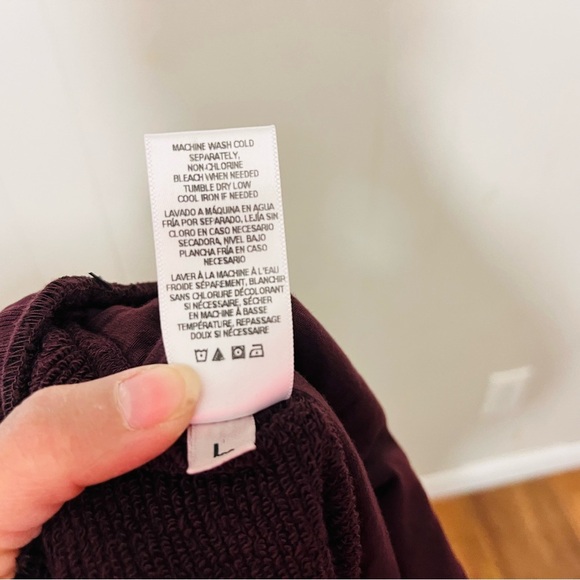 MACHINE WASH COLD
SEPARATELY,
NON-CHLORINE
BLEACH WHEN NEEDED
TUMBLE DRY LOW
COOL IRON IF NEEDED
LAVADO A MÁQUINA EN AGUA
FRÍA POR SEPARADO, LEJÍA SIN
CLORO EN CASO NECESARIO
SECADORA, NIVEL BAJO
PLANCHA FRÍA EN CASO
NECESARIO
LAVER À LA MACHINE À L'EAU
FROIDE SÉPAREMENT, BLANCHIR
SANS CHLORURE DÉCOLORANT
SI NÉCESSAIRE, SÉCHER
EN MACHINE À BASSE
TEMPÉRATURE, REPASSAGE
DOUX SI NÉCESSAIRE
L